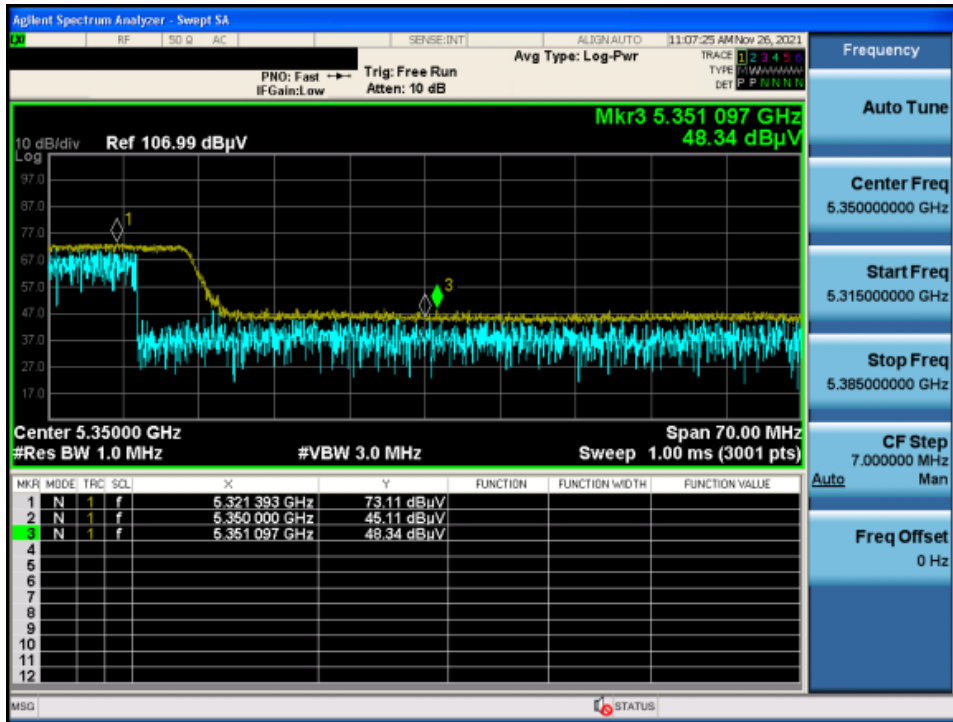 Agilent Spectrum Analyzer - Swept SA
RF 50 Ω AC SENSE:INT ALIGN AUTO 11:07:25 AM Nov 26, 2021
Avg Type: Log-Pwr TRACE 1 2 3 4 5 6
PNO: Fast Trig: Free Run TYPE M WWWWW
IFGain:Low Atten: 10 dB DET P P N N N N
Mkr3 5.351 097 GHz
48.34 dBµV
10 dB/div Ref 106.99 dBµV
Log
97.0
87.0
77.0
67.0
57.0
47.0
37.0
27.0
17.0
1
3
Center 5.35000 GHz Span 70.00 MHz
#Res BW 1.0 MHz #VBW 3.0 MHz Sweep 1.00 ms (3001 pts)
MKR MODE TRC SCL X Y FUNCTION FUNCTION WIDTH FUNCTION VALUE
1 N 1 f 5.321 393 GHz 73.11 dBµV
2 N 1 f 5.350 000 GHz 45.11 dBµV
3 N 1 f 5.351 097 GHz 48.34 dBµV
4
5
6
7
8
9
10
11
12
MSG STATUS
Frequency
Auto Tune
Center Freq
5.350000000 GHz
Start Freq
5.315000000 GHz
Stop Freq
5.385000000 GHz
CF Step
7.000000 MHz
Auto Man
Freq Offset
0 Hz